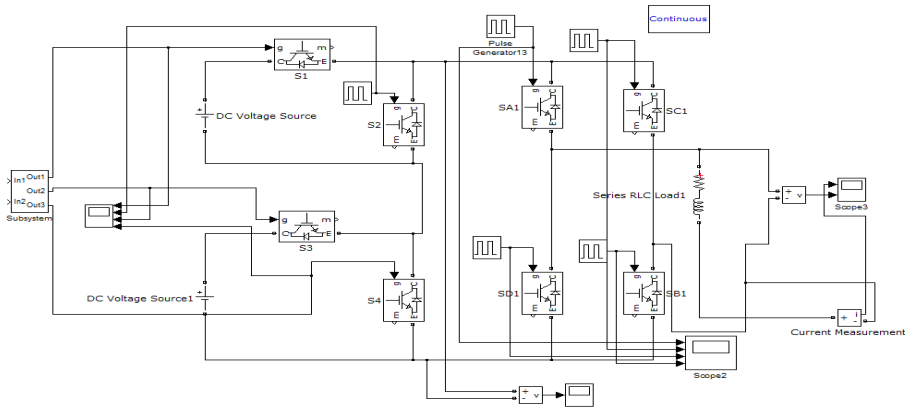 Continuous
Pulse
Generator13
g
m
C
E
S1
g
C
E
m
S2
DC Voltage Source
+
g
C
E
m
SA1
g
C
E
m
SC1
In1
In2
Out1
Out2
Out3
Subsystem
g
m
C
E
S3
Series RLC Load1
+
-
v
Scope3
DC Voltage Source1
+
g
C
E
m
S4
g
C
E
m
SD1
g
C
E
m
SB1
+
-
i
Current Measurement
Scope2
+
-
v